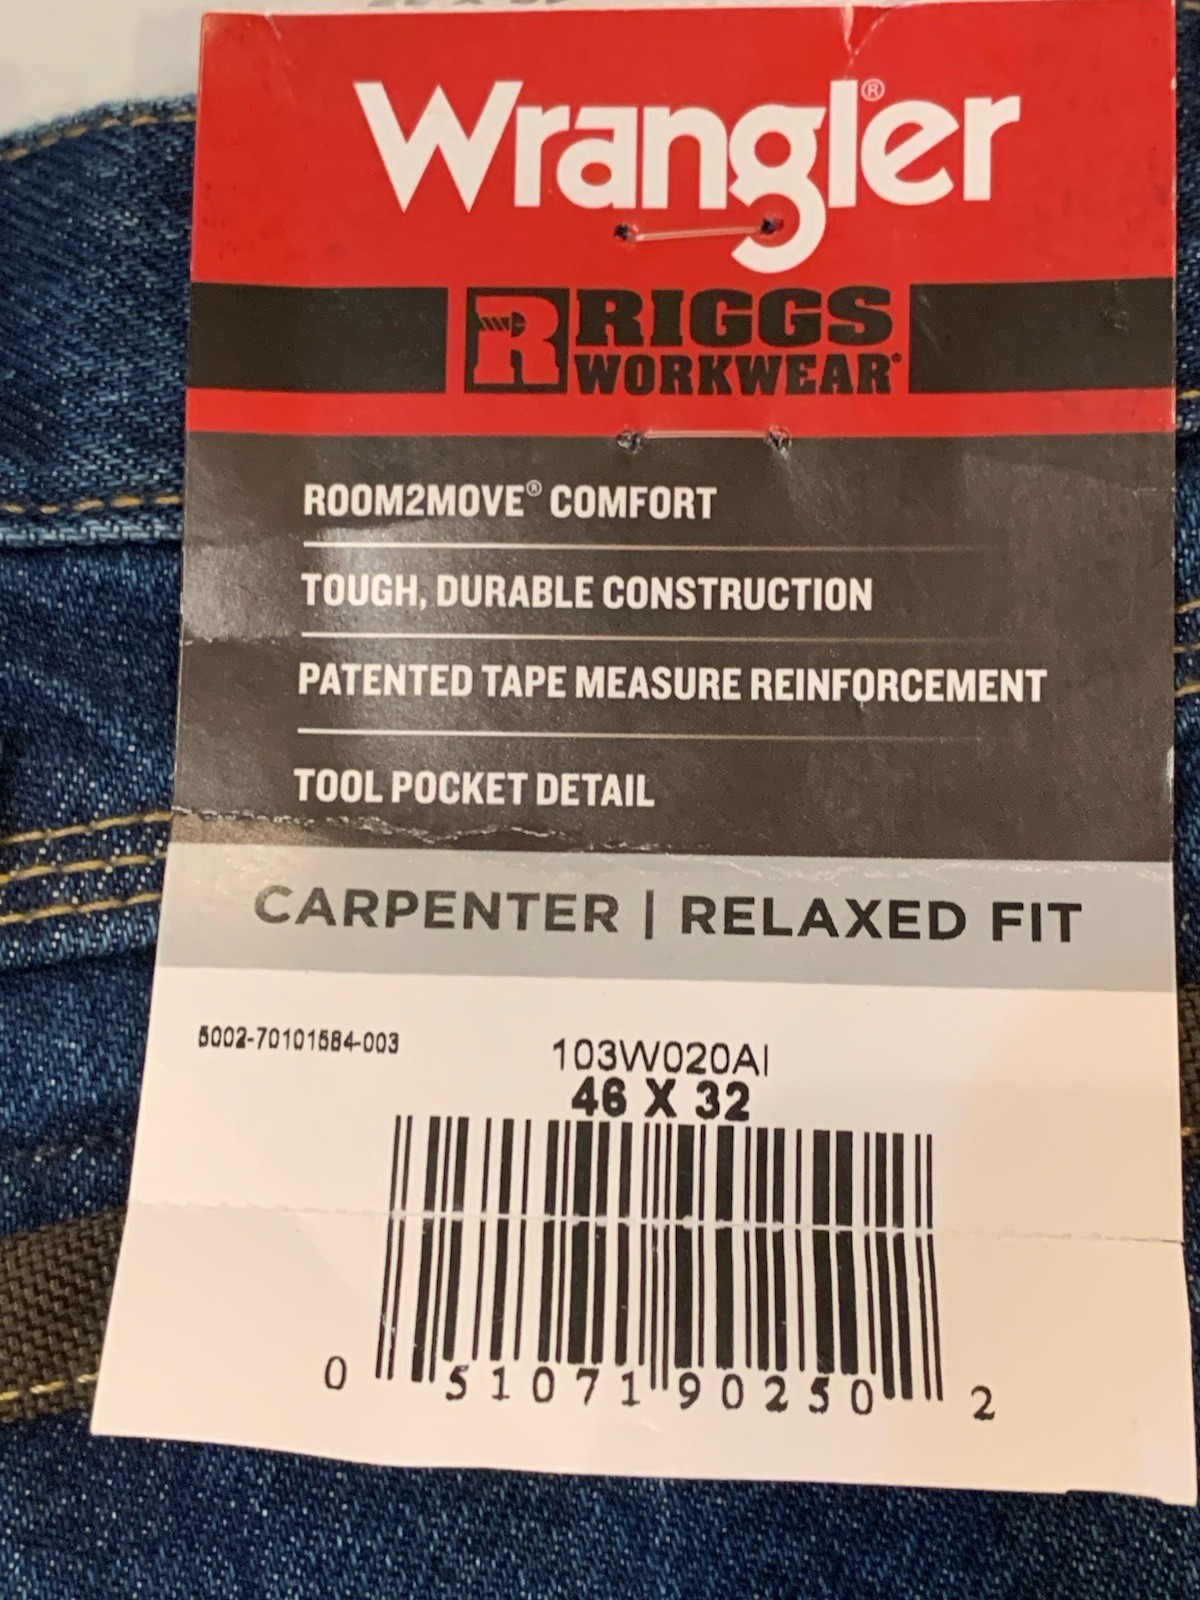 Wrangler®
R RIGGS
WORKWEAR®
ROOM2MOVE® COMFORT
TOUGH, DURABLE CONSTRUCTION
PATENTED TAPE MEASURE REINFORCEMENT
TOOL POCKET DETAIL
CARPENTER | RELAXED FIT
5002-70101584-003
103W020AI
46 X 32
0 51071 90250 2